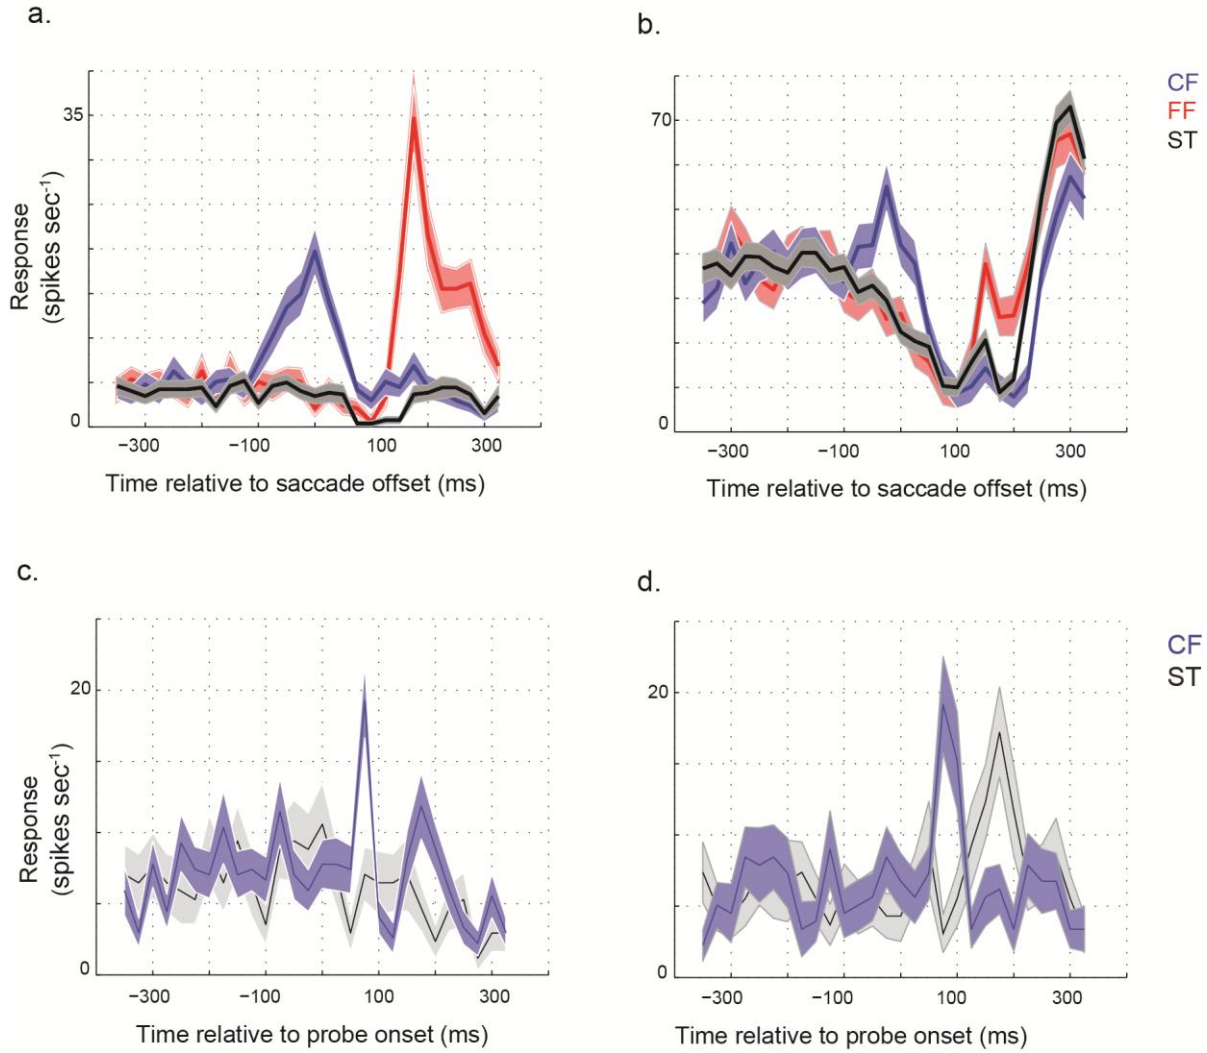 a.
b.
CF
FF
ST
35
0
Response
(spikes sec⁻¹)
−300 −100 100 300
Time relative to saccade offset (ms)
70
0
−300 −100 100 300
Time relative to saccade offset (ms)
c.
d.
CF
ST
20
0
Response
(spikes sec⁻¹)
−300 −100 100 300
Time relative to probe onset (ms)
20
0
−300 −100 100 300
Time relative to probe onset (ms)